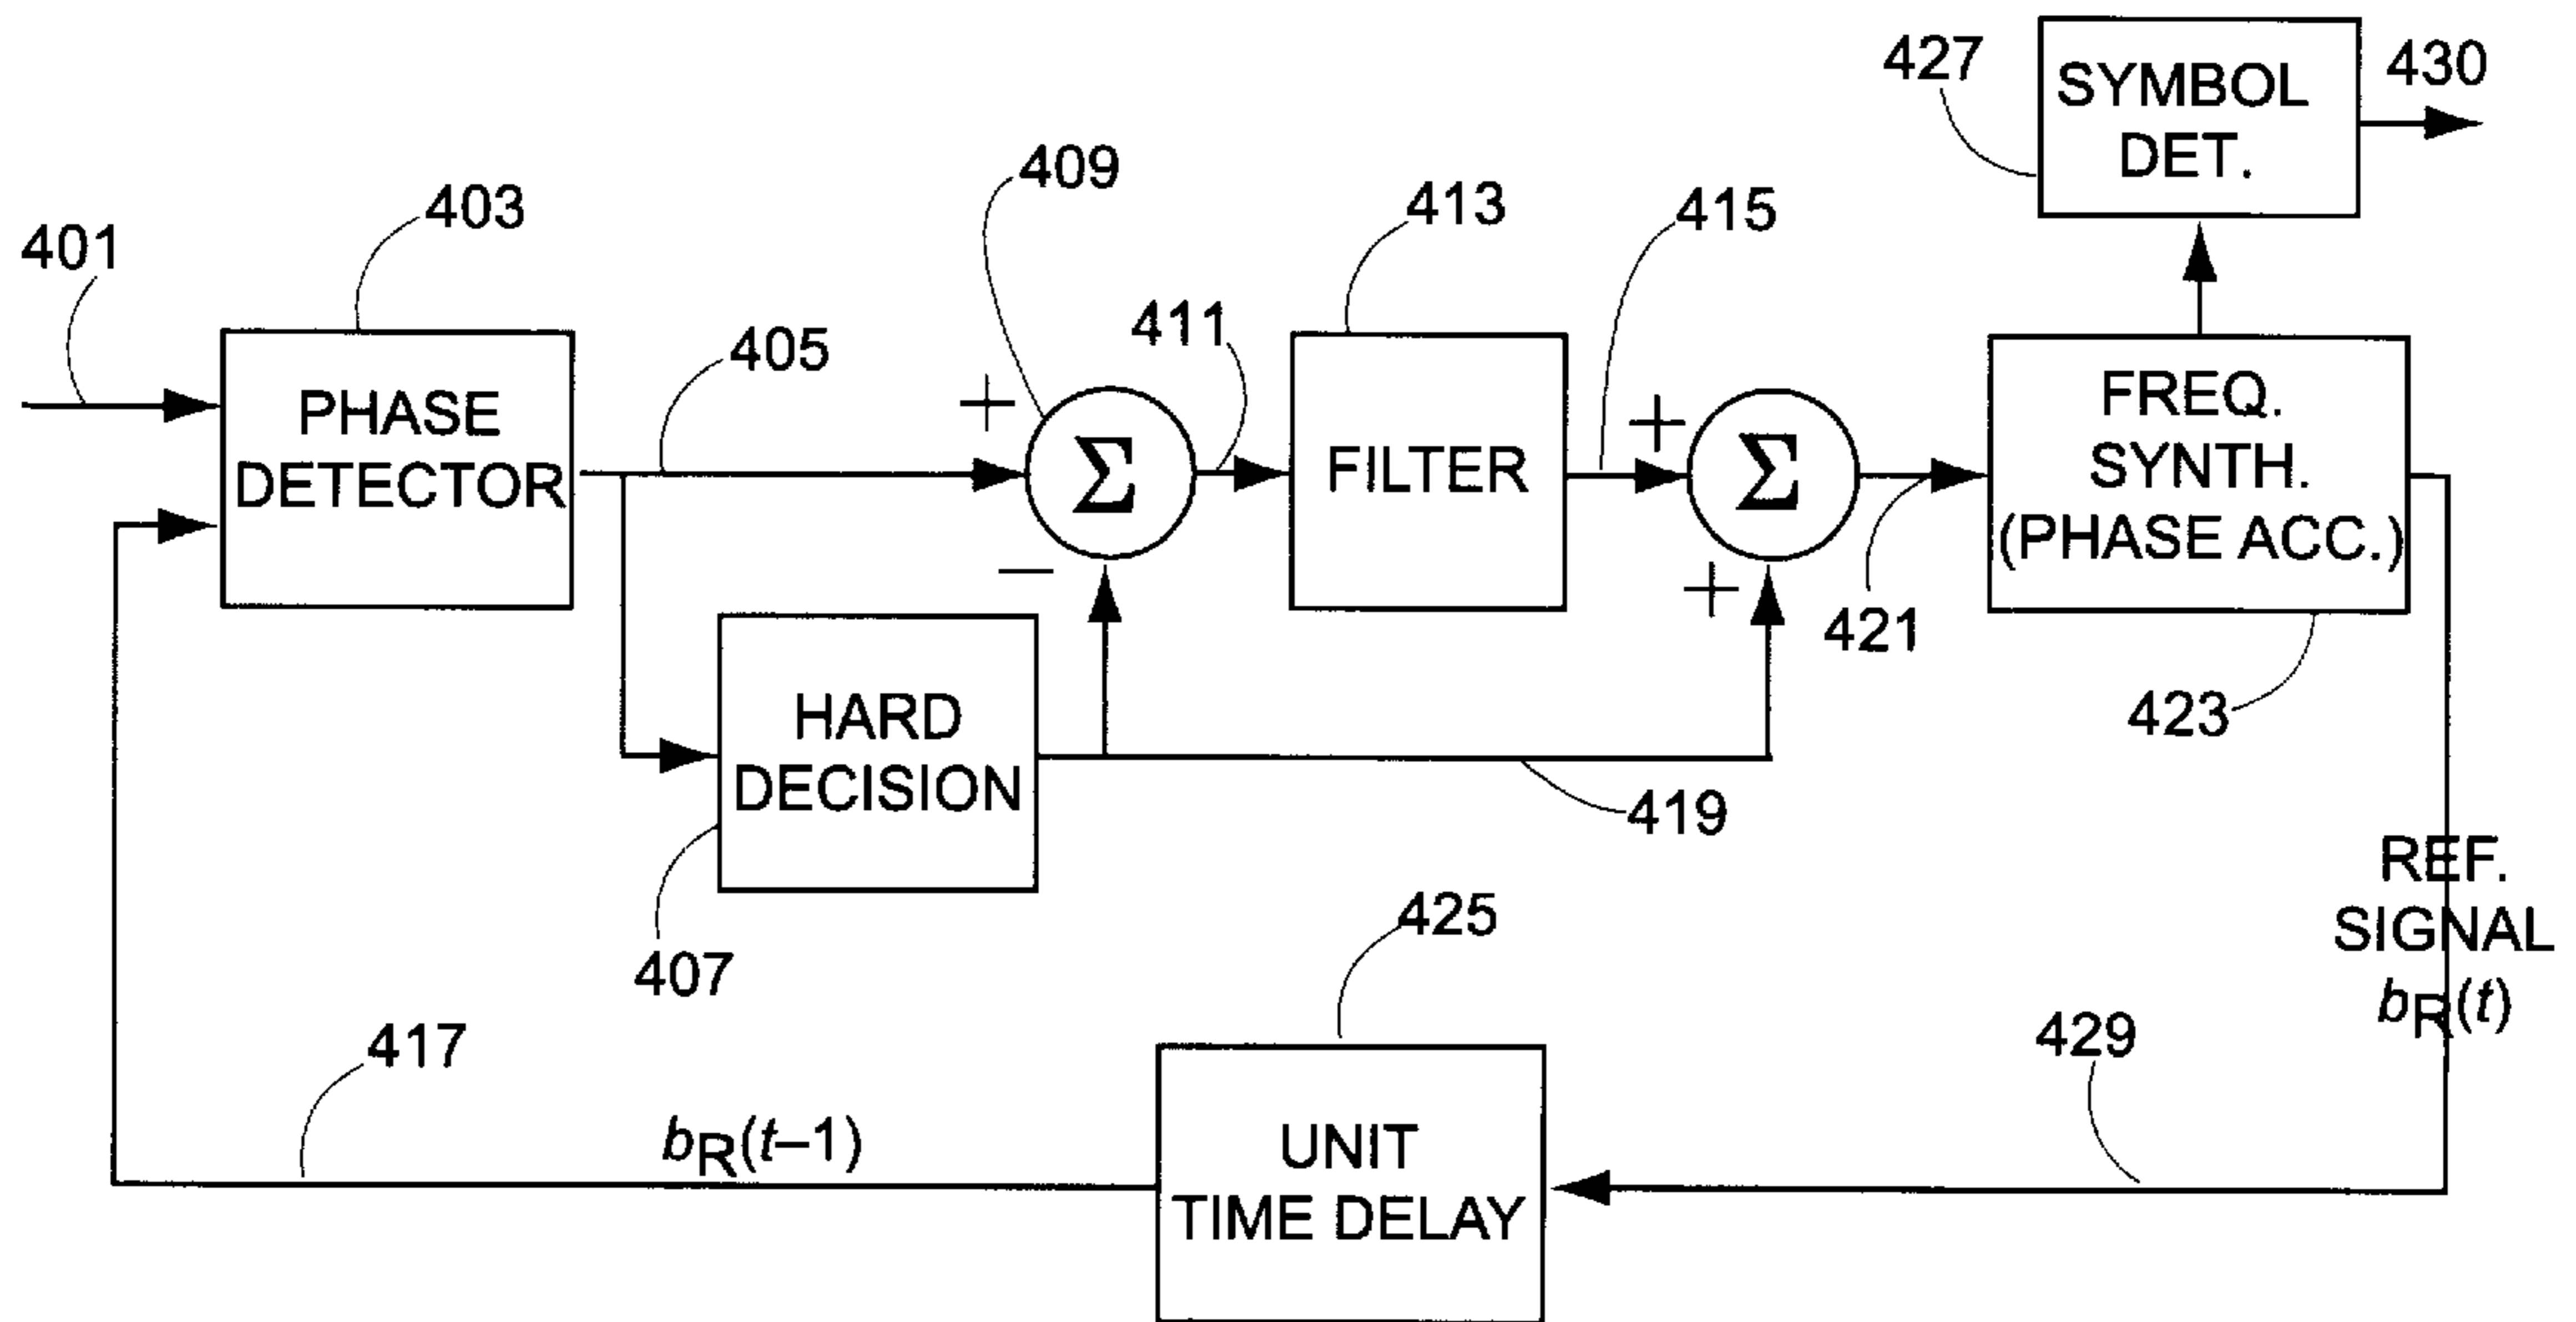 427
SYMBOL
DET.
430
409
403
413
415
401
411
405
+
Σ
−
PHASE
DETECTOR
FILTER
+
Σ
+
FREQ.
SYNTH.
(PHASE ACC.)
421
423
HARD
DECISION
419
407
REF.
SIGNAL
bR(t)
425
417
429
bR(t–1)
UNIT
TIME DELAY